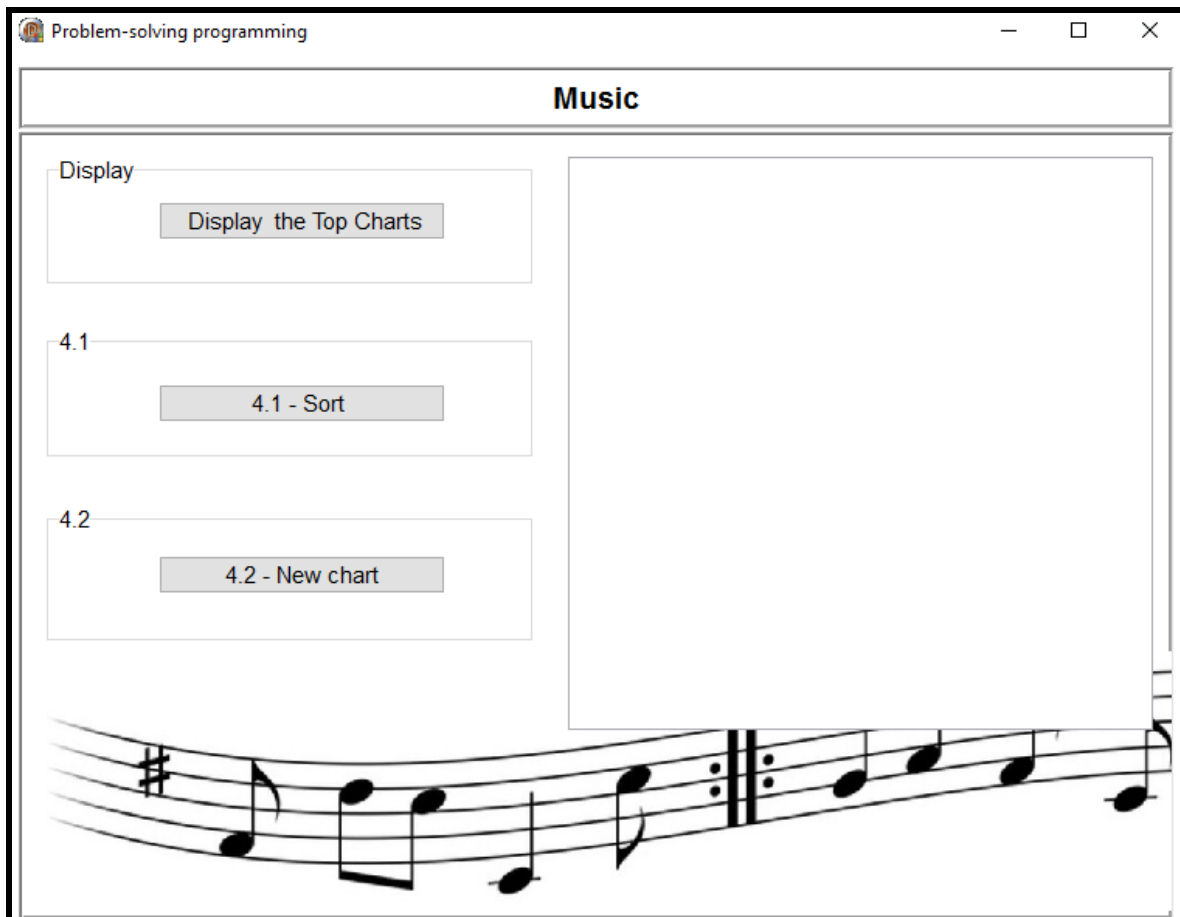 Problem-solving programming
Music
Display
Display  the Top Charts
4.1
4.1 - Sort
4.2
4.2 - New chart